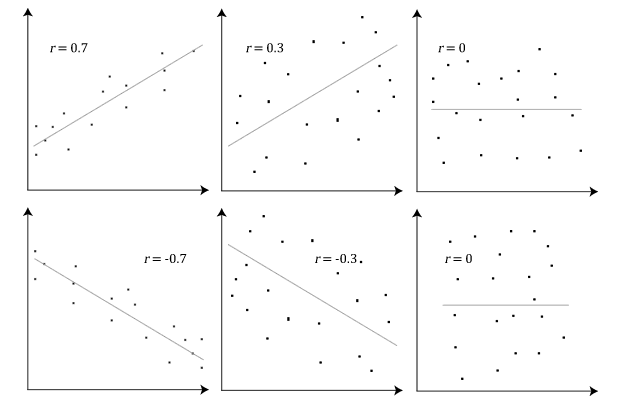 r = 0.7
r = 0.3
r = 0
r = -0.7
r = -0.3
r = 0